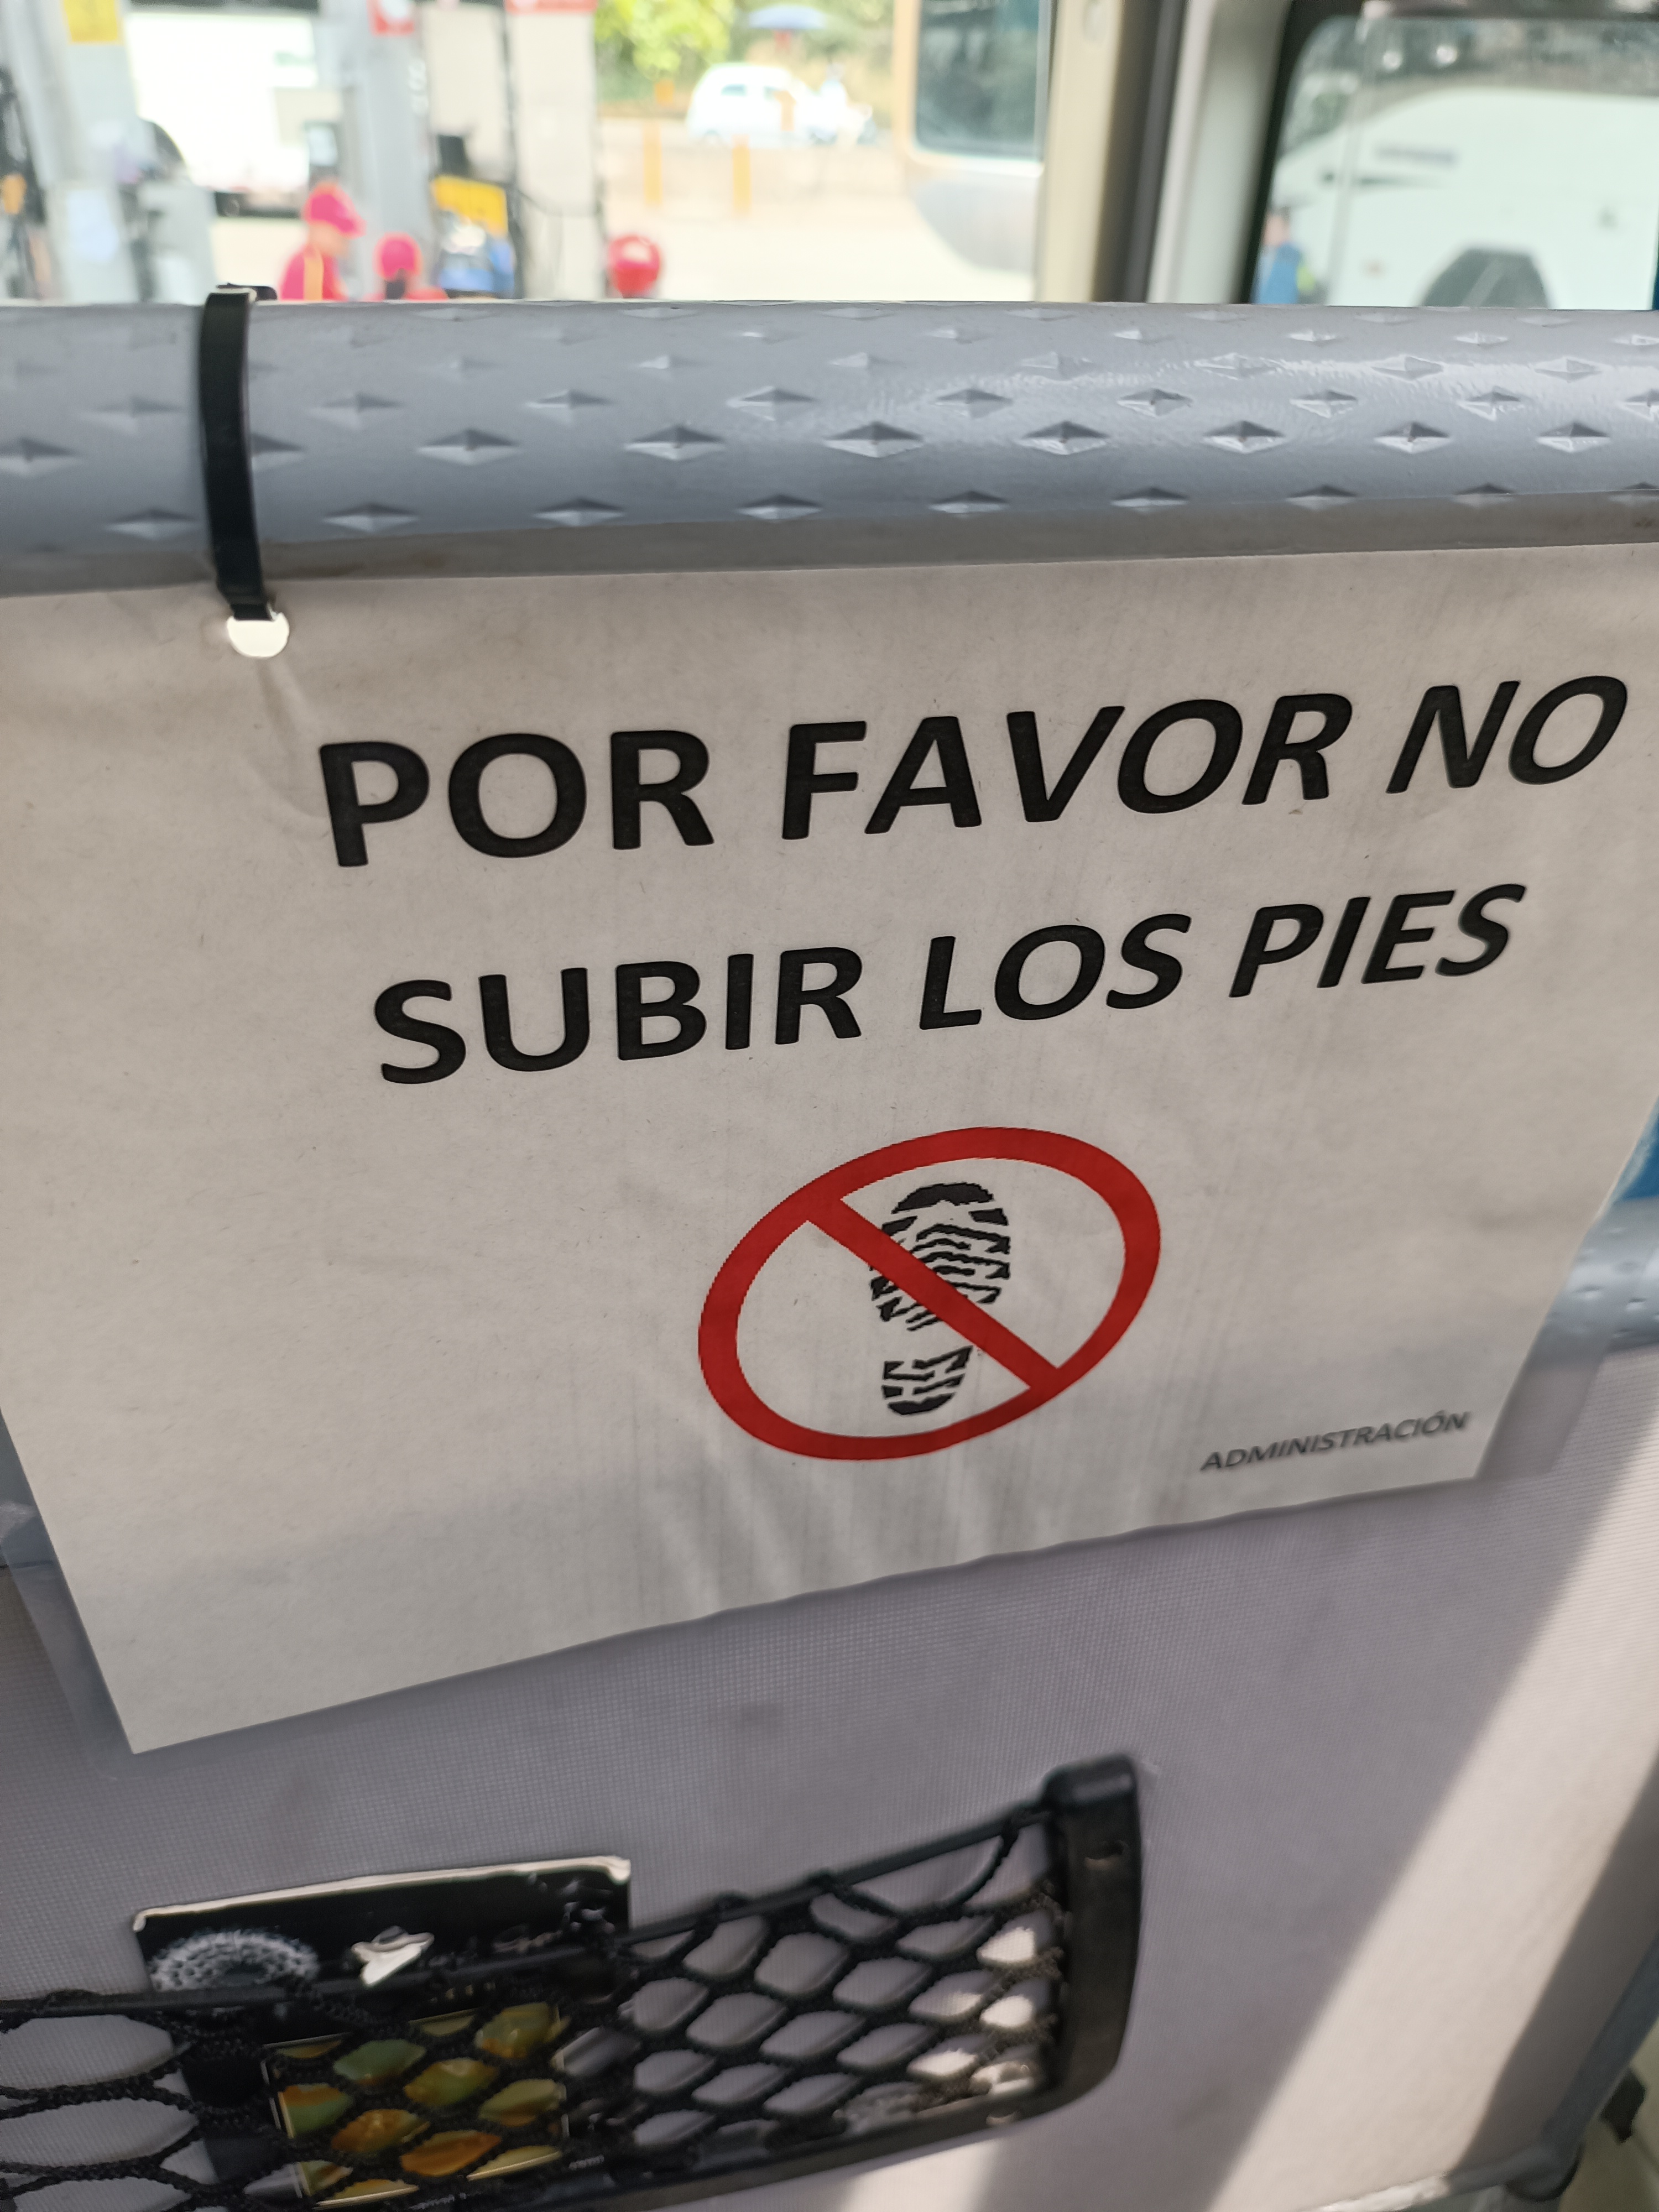 POR FAVOR NO
SUBIR LOS PIES
ADMINISTRACIÓN